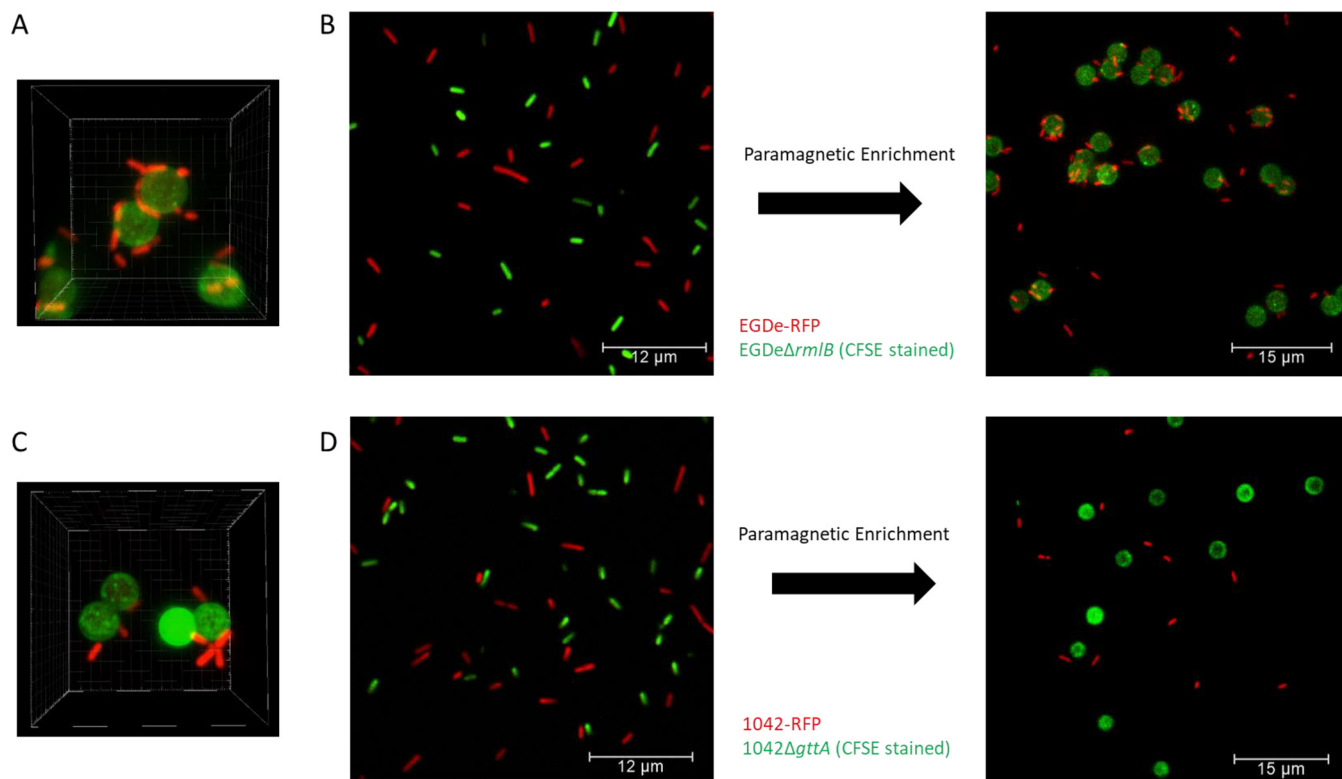 A
B
Paramagnetic Enrichment
EGDe-RFP
EGDeΔrmlB (CFSE stained)
12 µm
15 µm
C
D
Paramagnetic Enrichment
1042-RFP
1042ΔgttA (CFSE stained)
12 µm
15 µm